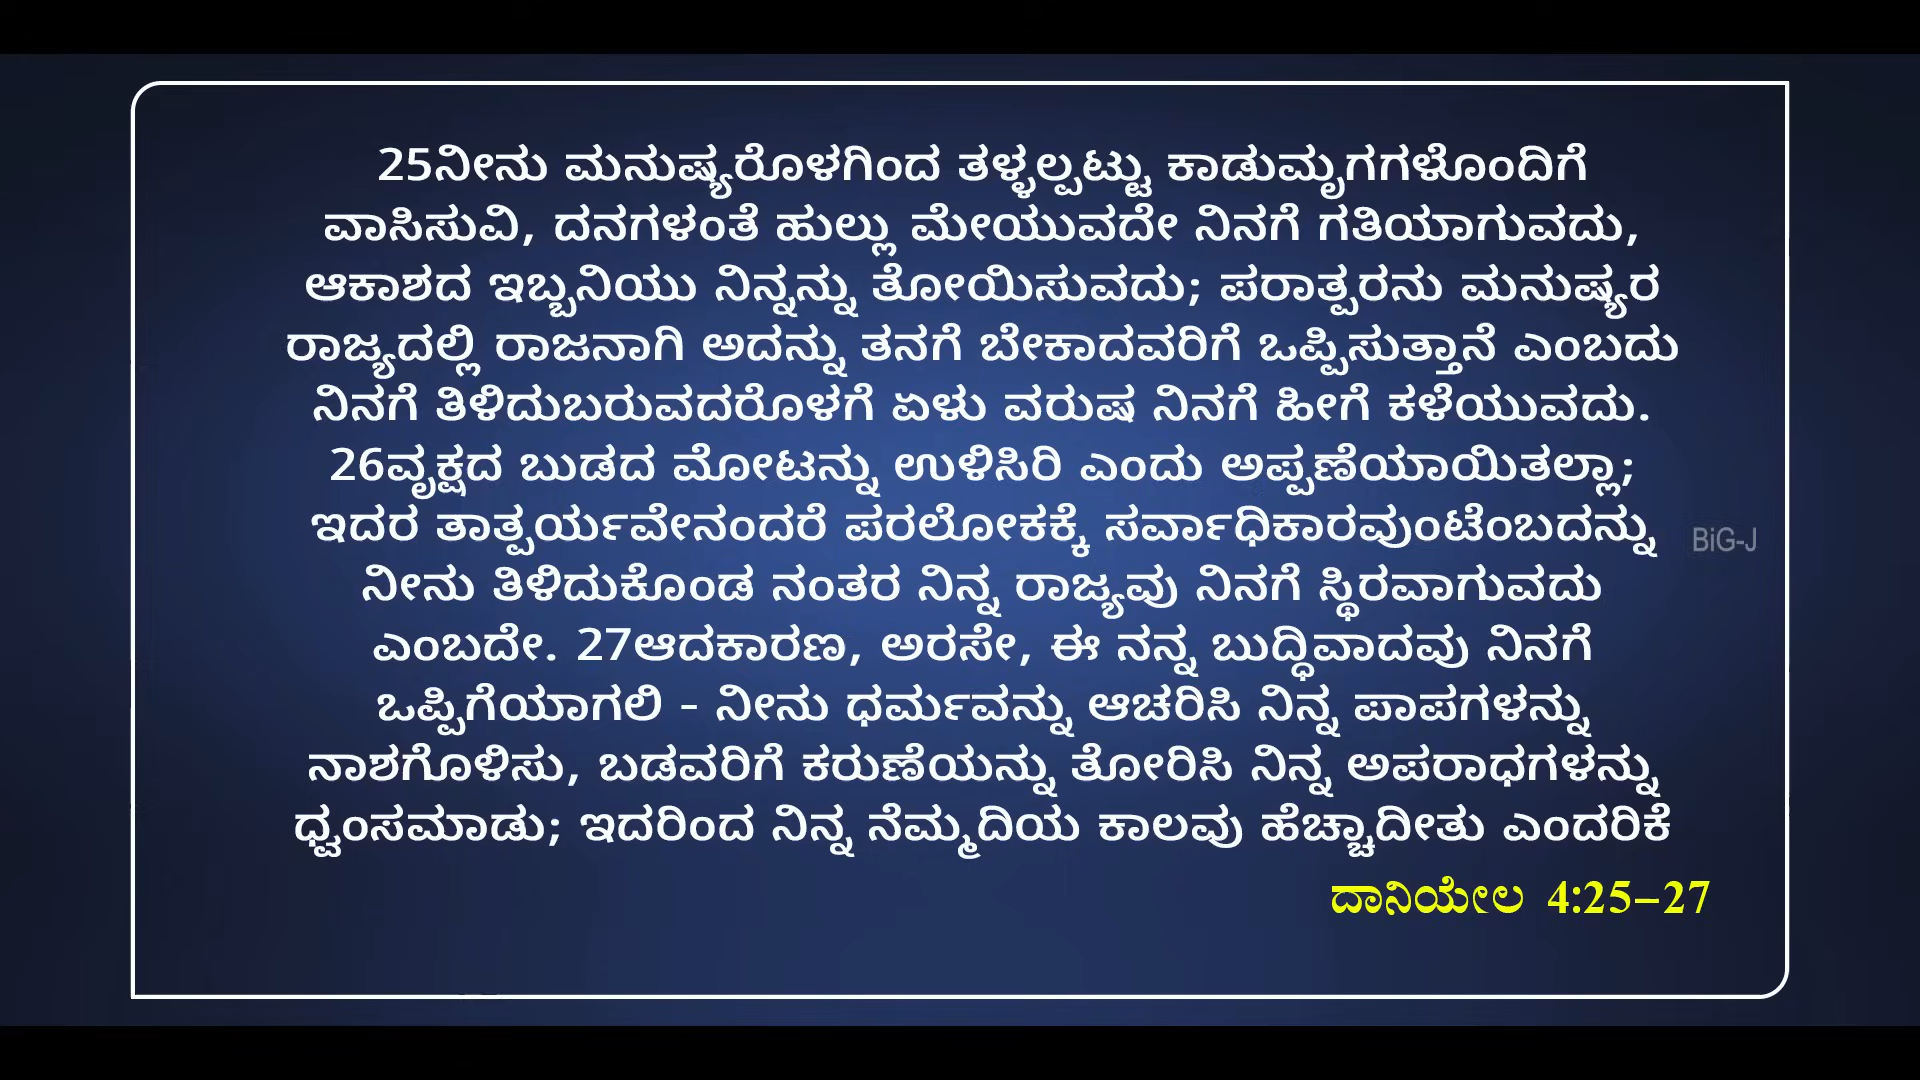 25ನೀನು ಮನುಷ್ಯರೊಳಗಿಂದ ತಳ್ಳಲ್ಪಟ್ಟು ಕಾಡುಮೃಗಗಳೊಂದಿಗೆ
ವಾಸಿಸುವಿ, ದನಗಳಂತೆ ಹುಲ್ಲು ಮೇಯುವದೇ ನಿನಗೆ ಗತಿಯಾಗುವದು,
ಆಕಾಶದ ಇಬ್ಬನಿಯು ನಿನ್ನನ್ನು ತೋಯಿಸುವದು; ಪರಾತ್ಪರನು ಮನುಷ್ಯರ
ರಾಜ್ಯದಲ್ಲಿ ರಾಜನಾಗಿ ಅದನ್ನು ತನಗೆ ಬೇಕಾದವರಿಗೆ ಒಪ್ಪಿಸುತ್ತಾನೆ ಎಂಬದು
ನಿನಗೆ ತಿಳಿದುಬರುವದರೊಳಗೆ ಏಳು ವರುಷ ನಿನಗೆ ಹೀಗೆ ಕಳೆಯುವದು.
26ವೃಕ್ಷದ ಬುಡದ ಮೋಟನ್ನು ಉಳಿಸಿರಿ ಎಂದು ಅಪ್ಪಣೆಯಾಯಿತಲ್ಲಾ;
ಇದರ ತಾತ್ಪರ್ಯವೇನಂದರೆ ಪರಲೋಕಕ್ಕೆ ಸರ್ವಾಧಿಕಾರವುಂಟೆಂಬದನ್ನು
BiG-J
ನೀನು ತಿಳಿದುಕೊಂಡ ನಂತರ ನಿನ್ನ ರಾಜ್ಯವು ನಿನಗೆ ಸ್ಥಿರವಾಗುವದು
ಎಂಬದೇ. 27ಆದಕಾರಣ, ಅರಸೇ, ಈ ನನ್ನ ಬುದ್ಧಿವಾದವು ನಿನಗೆ
ಒಪ್ಪಿಗೆಯಾಗಲಿ - ನೀನು ಧರ್ಮವನ್ನು ಆಚರಿಸಿ ನಿನ್ನ ಪಾಪಗಳನ್ನು
ನಾಶಗೊಳಿಸು, ಬಡವರಿಗೆ ಕರುಣೆಯನ್ನು ತೋರಿಸಿ ನಿನ್ನ ಅಪರಾಧಗಳನ್ನು
ಧ್ವಂಸಮಾಡು; ಇದರಿಂದ ನಿನ್ನ ನೆಮ್ಮದಿಯ ಕಾಲವು ಹೆಚ್ಚಾದೀತು ಎಂದರಿಕೆ
ದಾನಿಯೇಲ 4:25-27